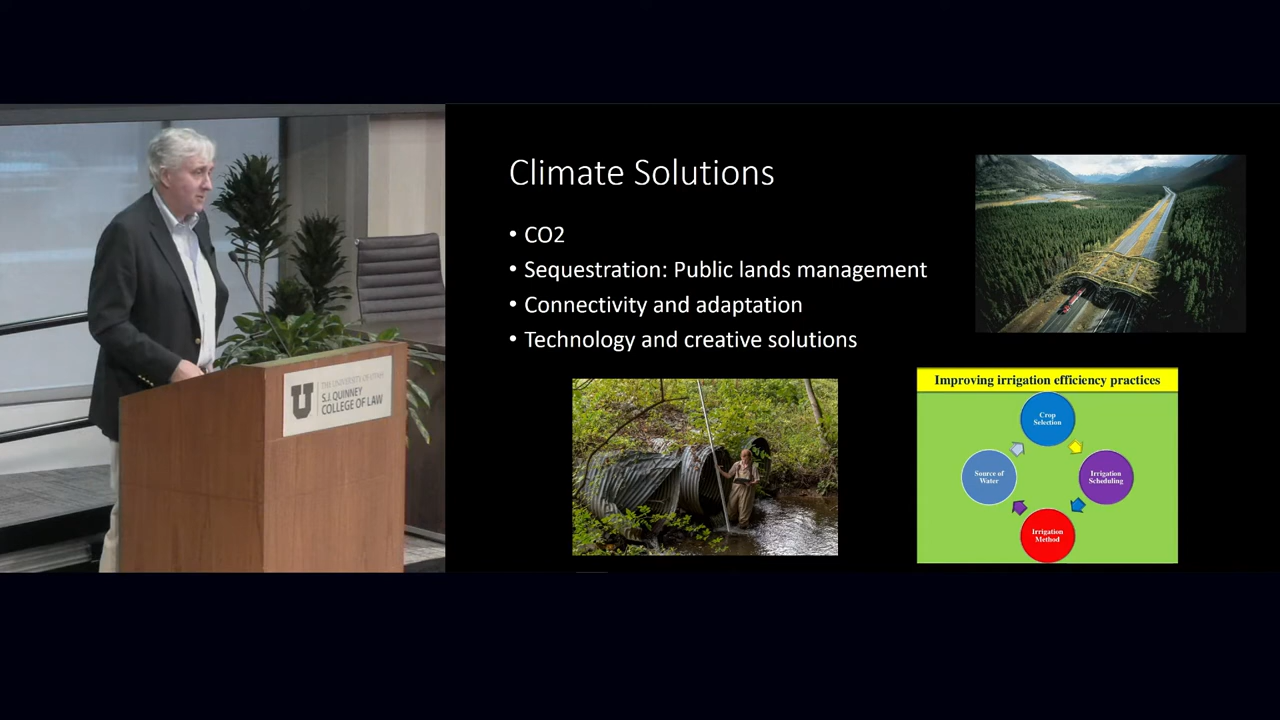 Climate Solutions
• CO2
• Sequestration: Public lands management
• Connectivity and adaptation
• Technology and creative solutions
Improving irrigation efficiency practices
Crop
Selection
Source of
Water
Irrigation
Scheduling
Irrigation
Method
U
THE UNIVERSITY OF UTAH
S.J. QUINNEY
COLLEGE OF LAW